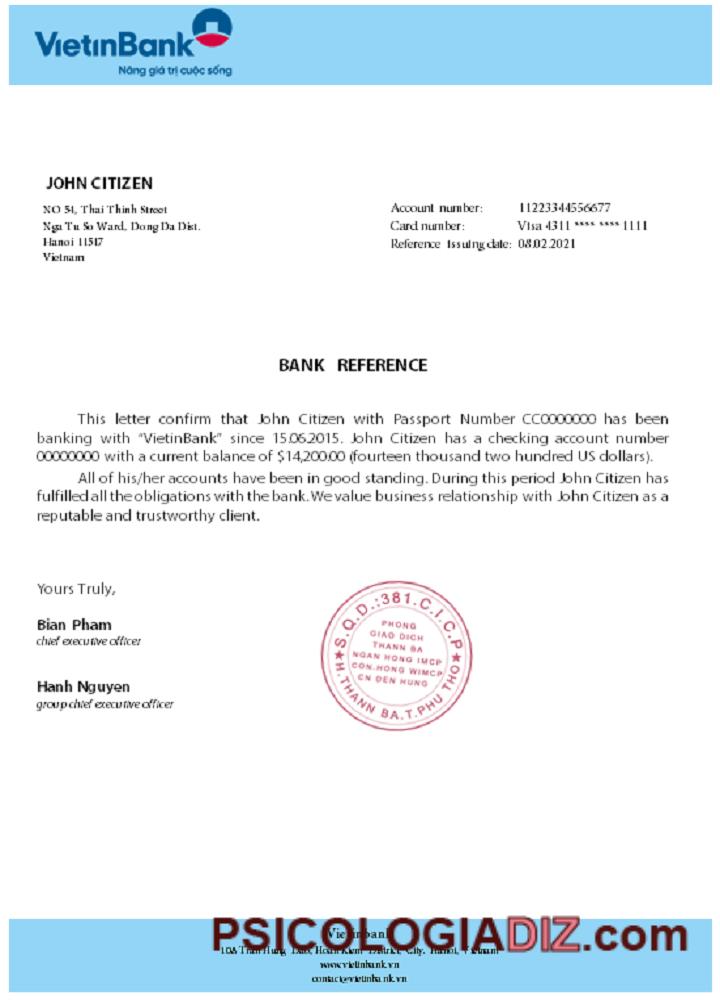 VietinBank
Nâng giá trị cuộc sống
JOHN CITIZEN
NO 54, Thai Thinh Street
Nga Tu So Ward, Dong Da Dist.
Hanoi 11517
Vietnam
Account number: 11223344556677
Card number: Visa 4311 **** **** 1111
Reference Issuing date: 08.02.2021
BANK REFERENCE
This letter confirm that John Citizen with Passport Number CC0000000 has been
banking with “VietinBank” since 15.06.2015. John Citizen has a checking account number
00000000 with a current balance of $14,200.00 (fourteen thousand two hundred US dollars).
All of his/her accounts have been in good standing. During this period John Citizen has
fulfilled all the obligations with the bank. We value business relationship with John Citizen as a
reputable and trustworthy client.
Yours Truly,
Bian Pham
chief executive officer
Hanh Nguyen
group chief executive officer
S.Q.D.:381.C.I.C.P
PHONG
GIAO DICH
THANH BA
NGAN HONG IMCP
CON.HONG WIMCP
CN DEN HUNG
H.THANN BA.T.PHU THO
Vietinbank
PSICOLOGIADIZ.com
108 Tran Hung Dao, Hoan Kiem District, City. Hanoi, Vietnam
www.vietinbank.vn
contact@vietinbank.vn